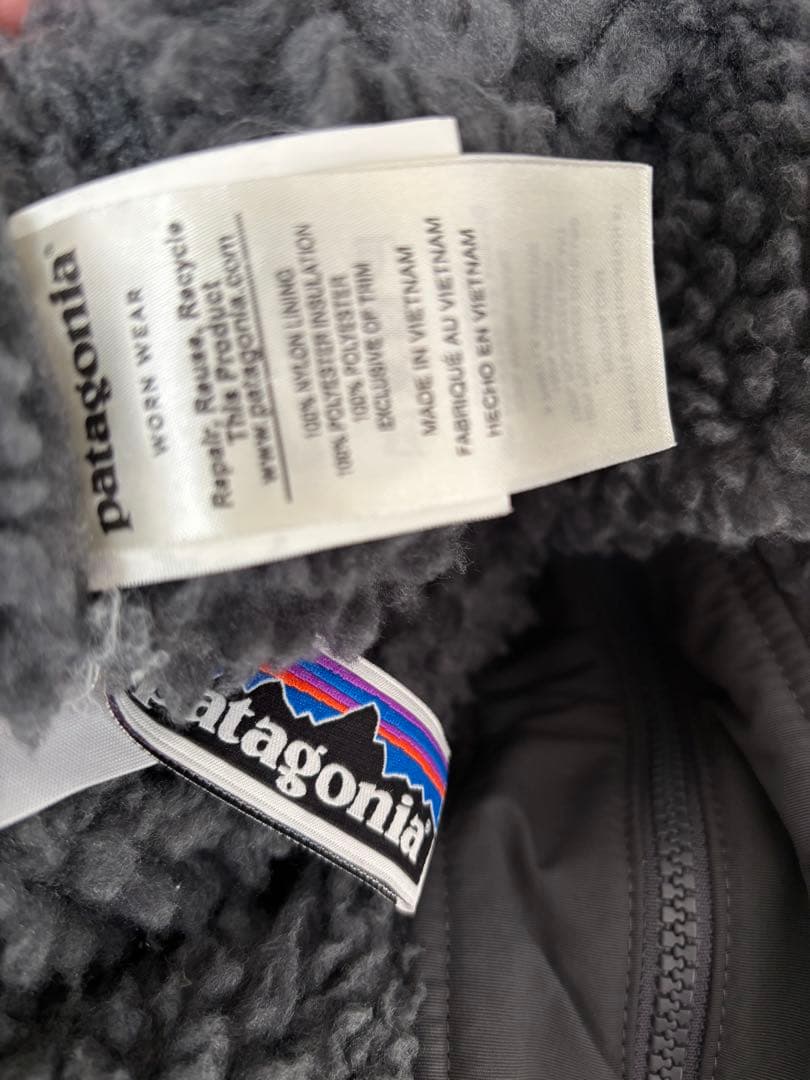 patagonia®
WORN WEAR
Repair, Reuse, Recycle
This Product
www.patagonia.com
100% NYLON LINING
100% POLYESTER INSULATION
100% POLYESTER
EXCLUSIVE OF TRIM
MADE IN VIETNAM
FABRIQUÉ AU VIETNAM
HECHO EN VIETNAM
patagonia®